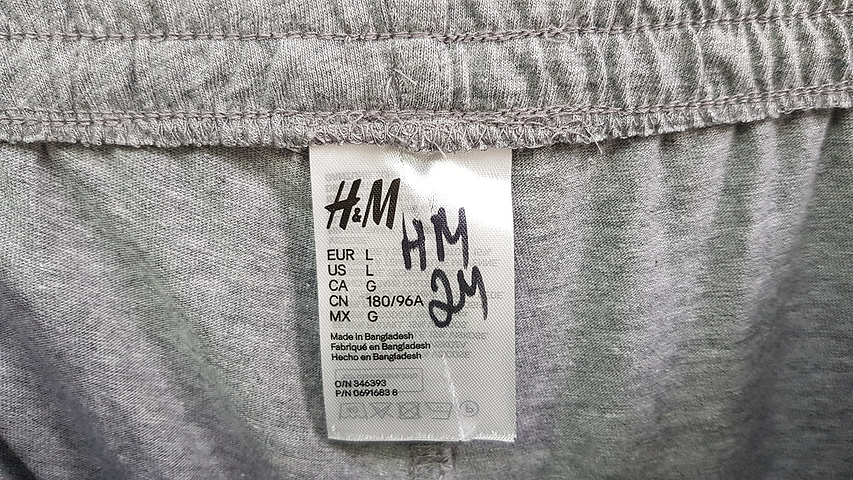 H&M
HM
24
EUR L
US L
CA G
CN 180/96A
MX G
Made in Bangladesh
Fabriqué en Bangladesh
Hecho en Bangladesh
O/N 346393
P/N 0691683 8